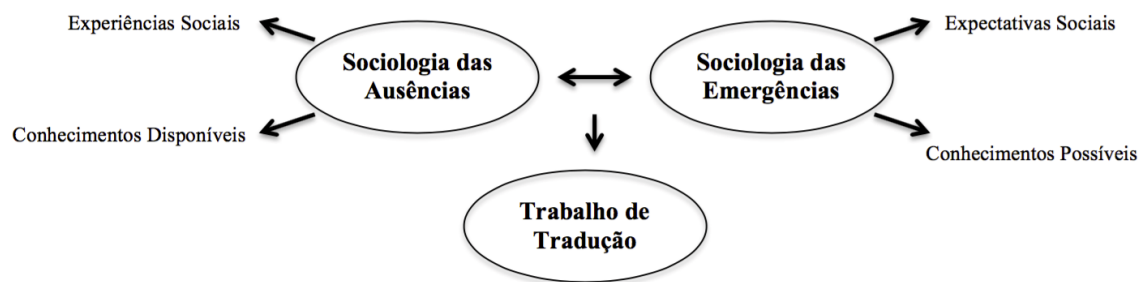 Experiências Sociais
Sociologia das
Ausências
Conhecimentos Disponíveis
Sociologia das
Emergências
Expectativas Sociais
Conhecimentos Possíveis
Trabalho de
Tradução